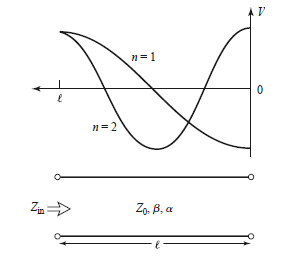 V
n = 1
0
ℓ
n = 2
Zin
Z0, β, α
ℓ